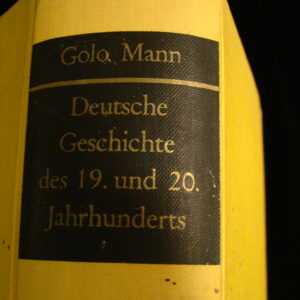 Golo Mann
Deutsche
Geschichte
des 19. und 20.
Jahrhunderts